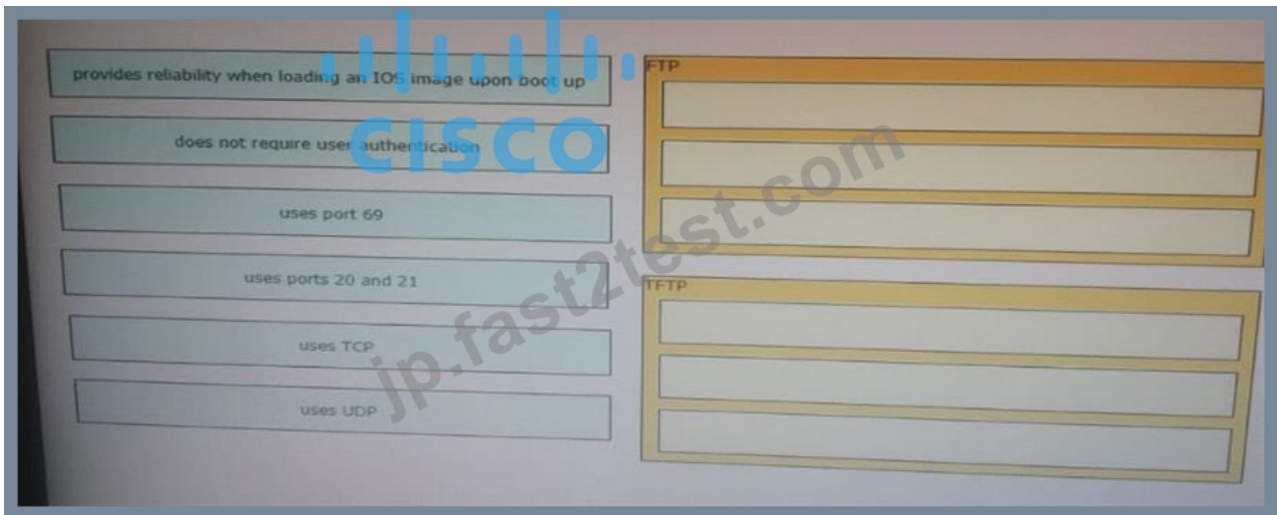 provides reliability when loading an IOS image upon boot up
does not require user authentication
uses port 69
uses ports 20 and 21
uses TCP
uses UDP
FTP
TFTP
CISCO
jp.fast2test.com